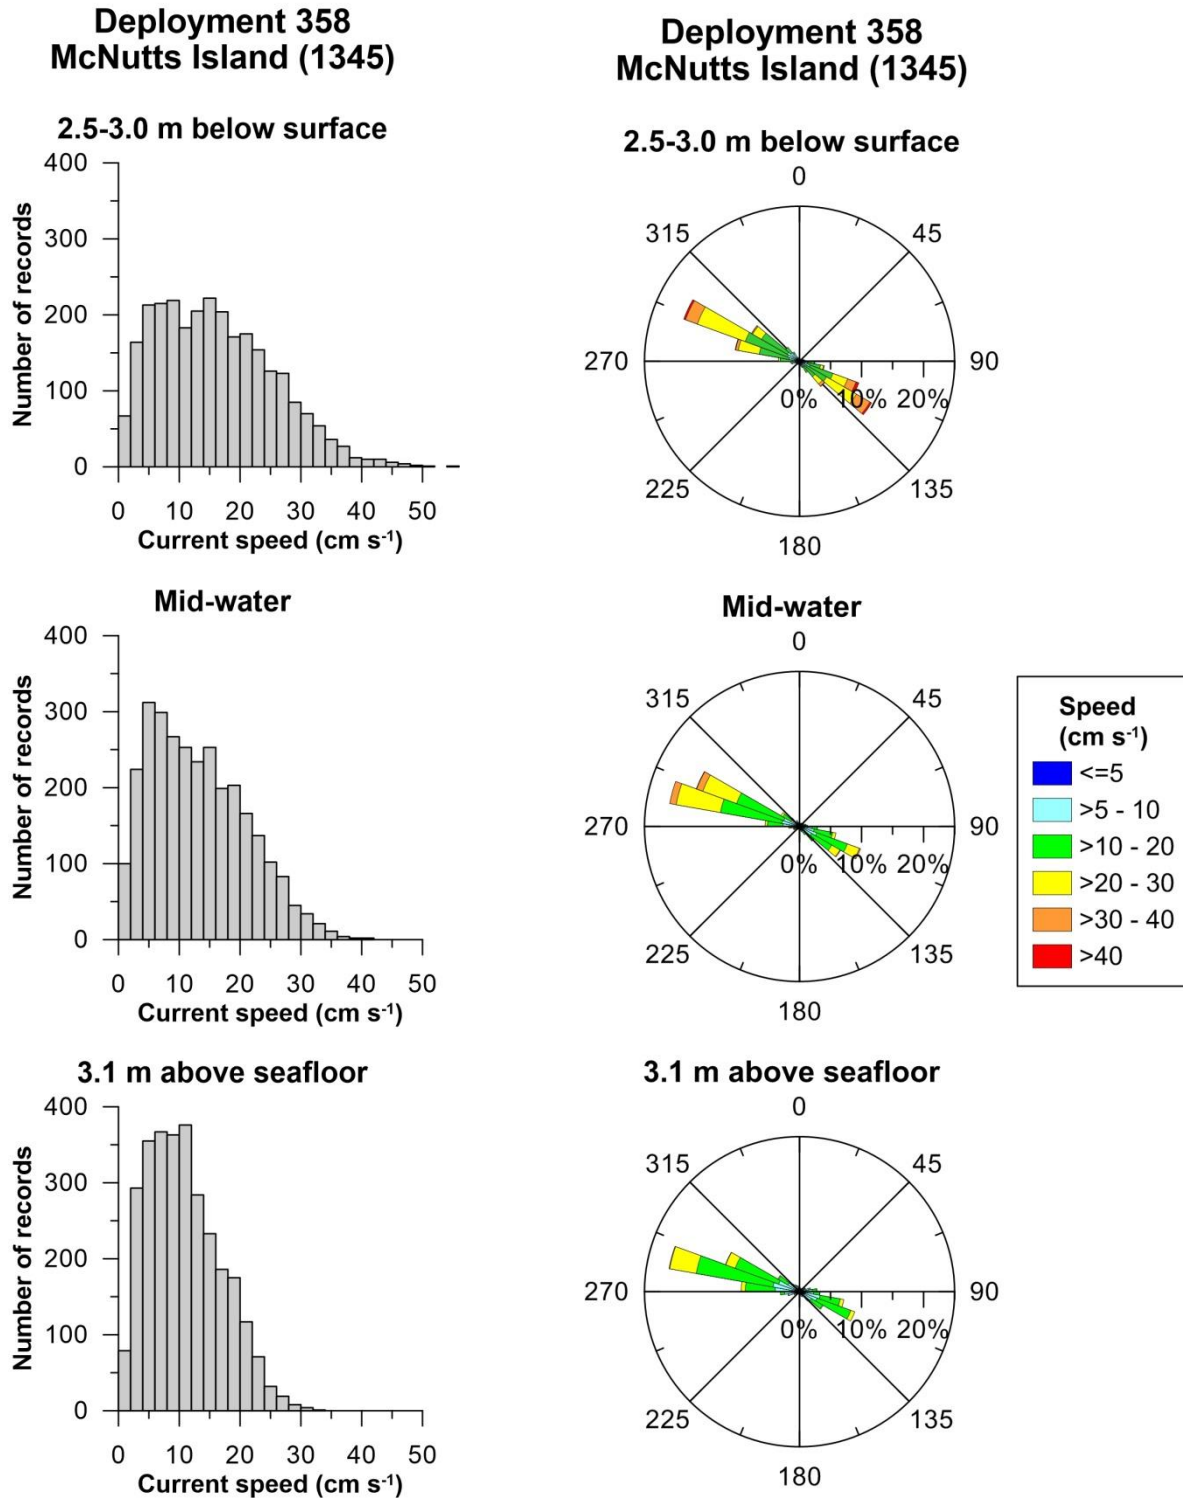 Deployment 358
McNutts Island (1345)
2.5-3.0 m below surface
400
300
200
100
0
Number of records
0 10 20 30 40 50
Current speed (cm s⁻¹)
Mid-water
400
300
200
100
0
Number of records
0 10 20 30 40 50
Current speed (cm s⁻¹)
3.1 m above seafloor
400
300
200
100
0
Number of records
0 10 20 30 40 50
Current speed (cm s⁻¹)
Deployment 358
McNutts Island (1345)
2.5-3.0 m below surface
0
315 45
270 90
0% 10% 20%
225 135
180
Mid-water
0
315 45
270 90
0% 10% 20%
225 135
180
3.1 m above seafloor
0
315 45
270 90
0% 10% 20%
225 135
180
Speed
(cm s⁻¹)
<=5
>5 - 10
>10 - 20
>20 - 30
>30 - 40
>40